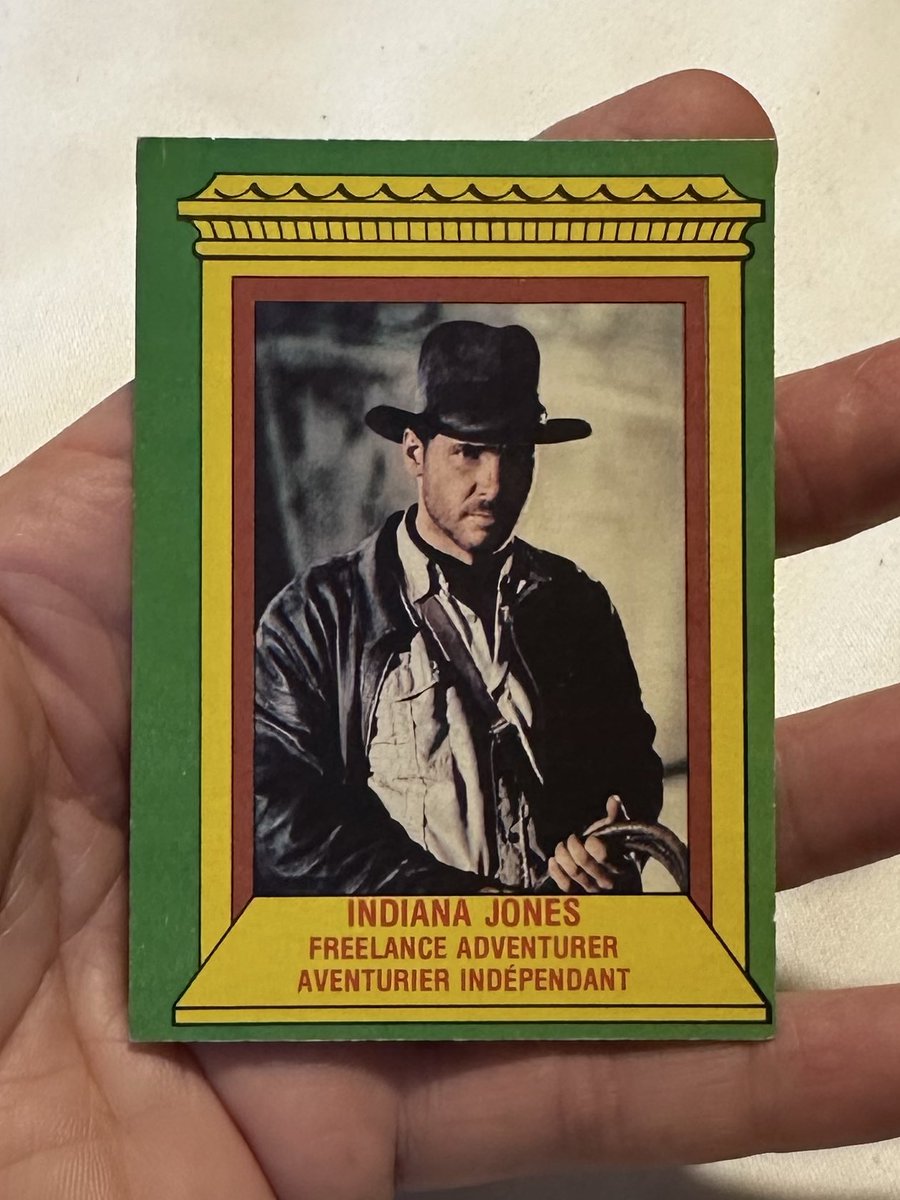 INDIANA JONES
FREELANCE ADVENTURER
AVENTURIER INDÉPENDANT